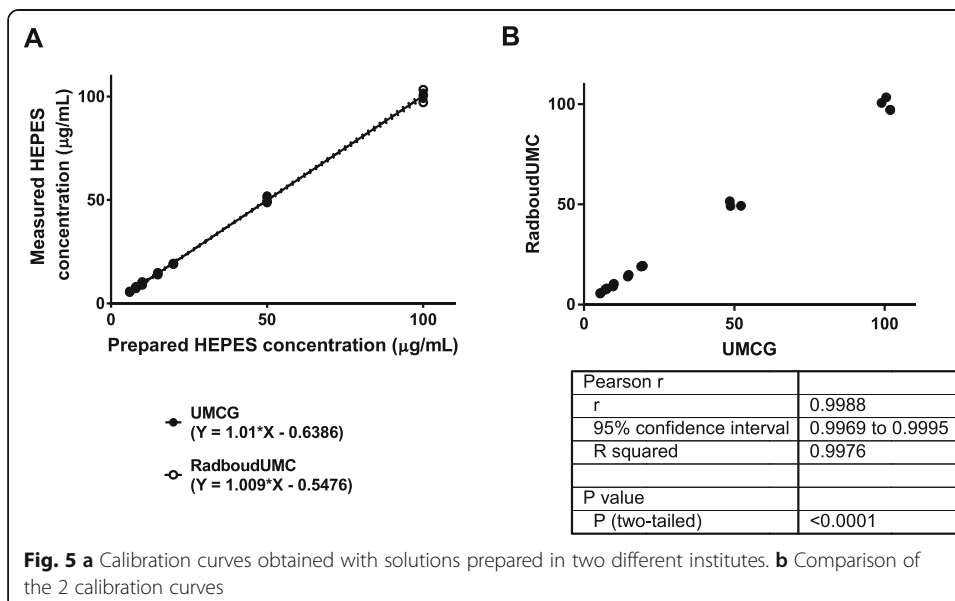 A
Measured HEPES
concentration (µg/mL)
100
50
0
0
50
100
Prepared HEPES concentration (µg/mL)
UMCG
(Y = 1.01*X - 0.6386)
RadboudUMC
(Y = 1.009*X - 0.5476)
B
RadboudUMC
100
50
0
0
50
100
UMCG
Pearson r
r 0.9988
95% confidence interval 0.9969 to 0.9995
R squared 0.9976
P value
P (two-tailed) <0.0001
Fig. 5 a Calibration curves obtained with solutions prepared in two different institutes. b Comparison of
the 2 calibration curves